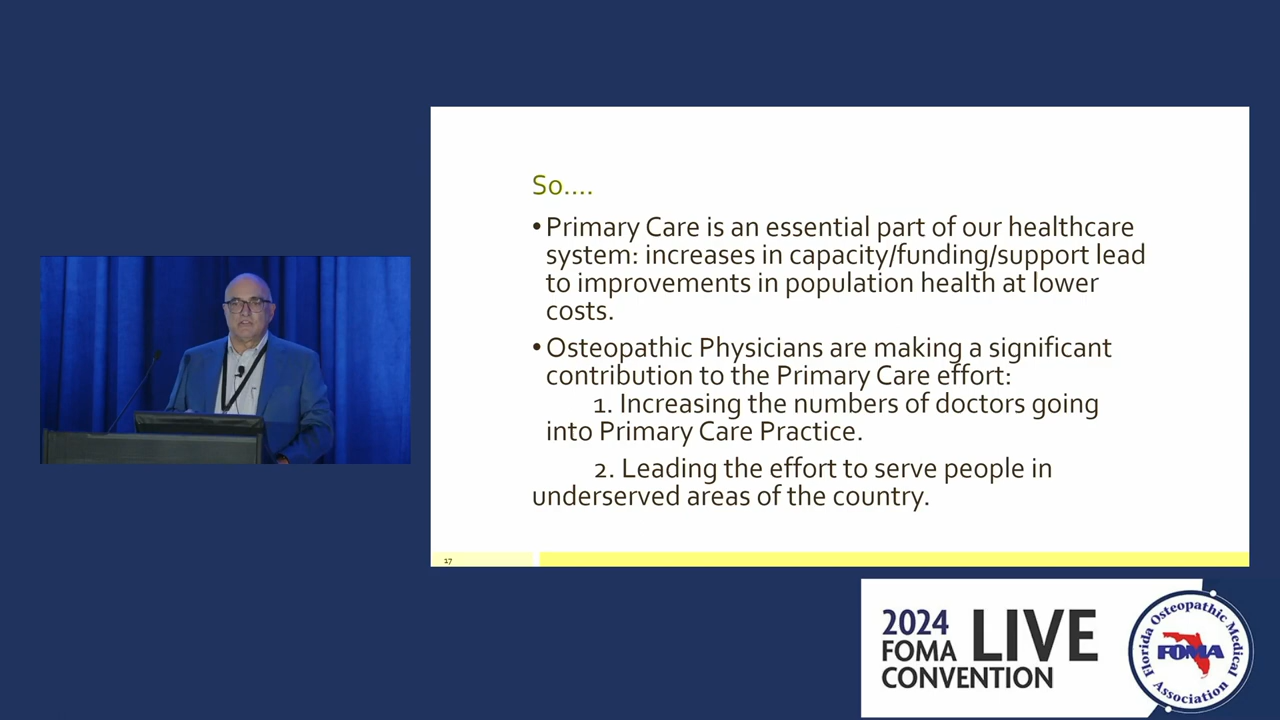 So....
• Primary Care is an essential part of our healthcare
system: increases in capacity/funding/support lead
to improvements in population health at lower
costs.
• Osteopathic Physicians are making a significant
contribution to the Primary Care effort:
1. Increasing the numbers of doctors going
into Primary Care Practice.
2. Leading the effort to serve people in
underserved areas of the country.
17
2024
FOMA
CONVENTION
LIVE
Florida Osteopathic Medical
FOMA
Association